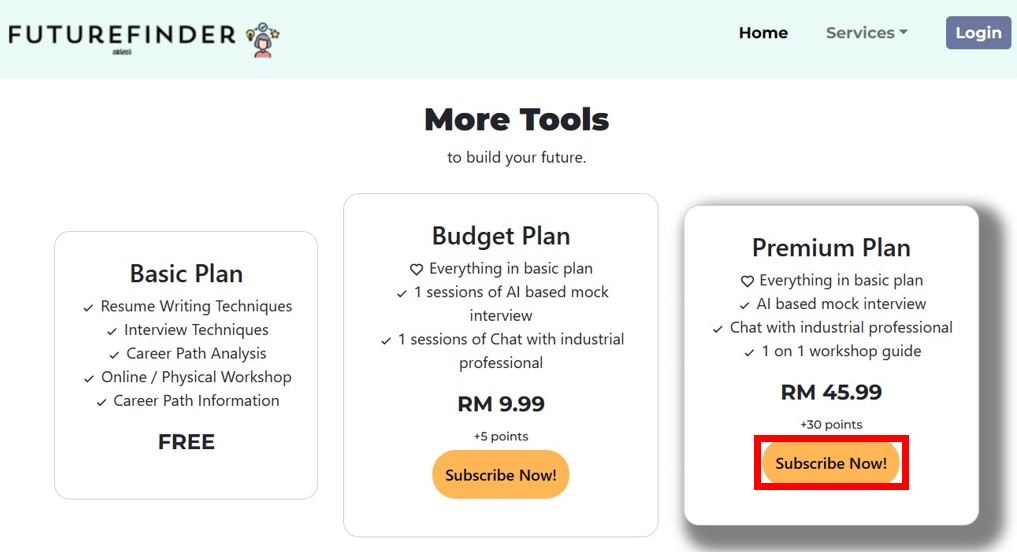 FUTUREFINDER
Home
Services
Login
More Tools
to build your future.
Basic Plan
Resume Writing Techniques
Interview Techniques
Career Path Analysis
Online / Physical Workshop
Career Path Information
FREE
Budget Plan
Everything in basic plan
1 sessions of AI based mock
interview
1 sessions of Chat with industrial
professional
RM 9.99
+5 points
Subscribe Now!
Premium Plan
Everything in basic plan
AI based mock interview
Chat with industrial professional
1 on 1 workshop guide
RM 45.99
+30 points
Subscribe Now!